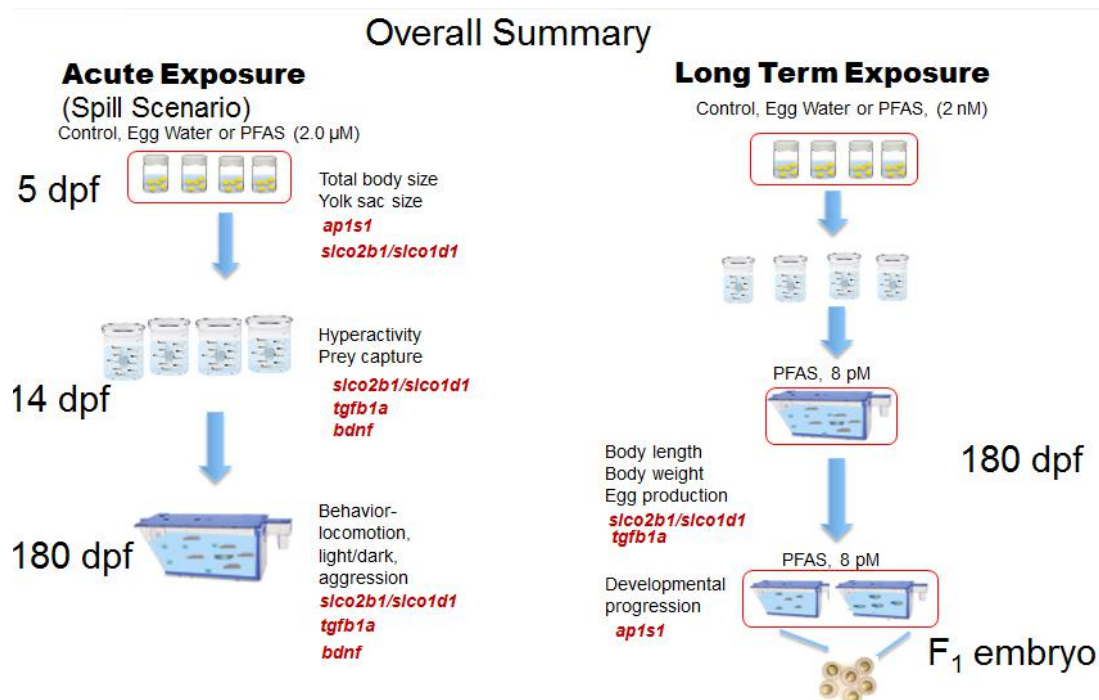 Overall Summary
Acute Exposure
(Spill Scenario)
Control, Egg Water or PFAS (2.0 µM)
5 dpf
Total body size
Yolk sac size
ap1s1
slco2b1/slco1d1
14 dpf
Hyperactivity
Prey capture
slco2b1/slco1d1
tgfb1a
bdnf
180 dpf
Behavior-
locomotion,
light/dark,
aggression
slco2b1/slco1d1
tgfb1a
bdnf
Long Term Exposure
Control, Egg Water or PFAS, (2 nM)
PFAS, 8 pM
180 dpf
Body length
Body weight
Egg production
slco2b1/slco1d1
tgfb1a
PFAS, 8 pM
Developmental
progression
ap1s1
F₁ embryo